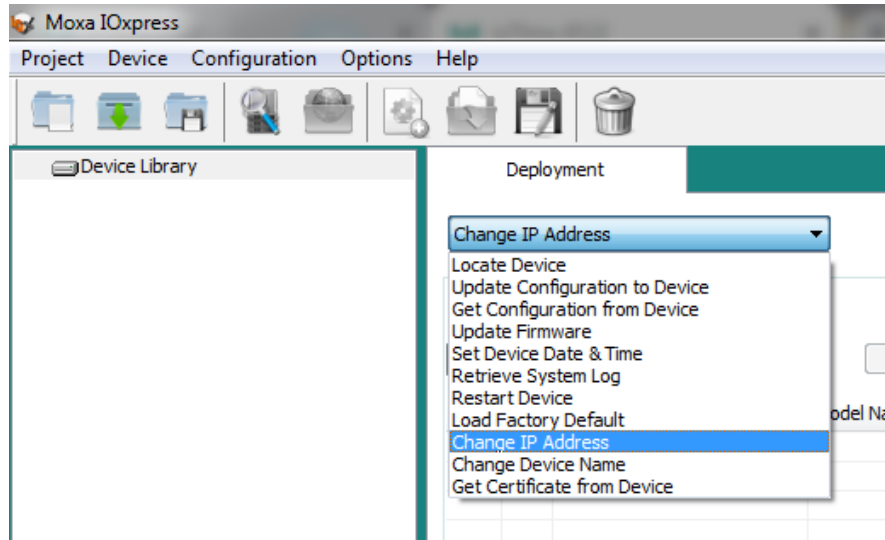 Moxa IOxpress
Project Device Configuration Options Help
Device Library
Deployment
Change IP Address
Locate Device
Update Configuration to Device
Get Configuration from Device
Update Firmware
Set Device Date & Time
Retrieve System Log
Restart Device
Load Factory Default
Change IP Address
Change Device Name
Get Certificate from Device